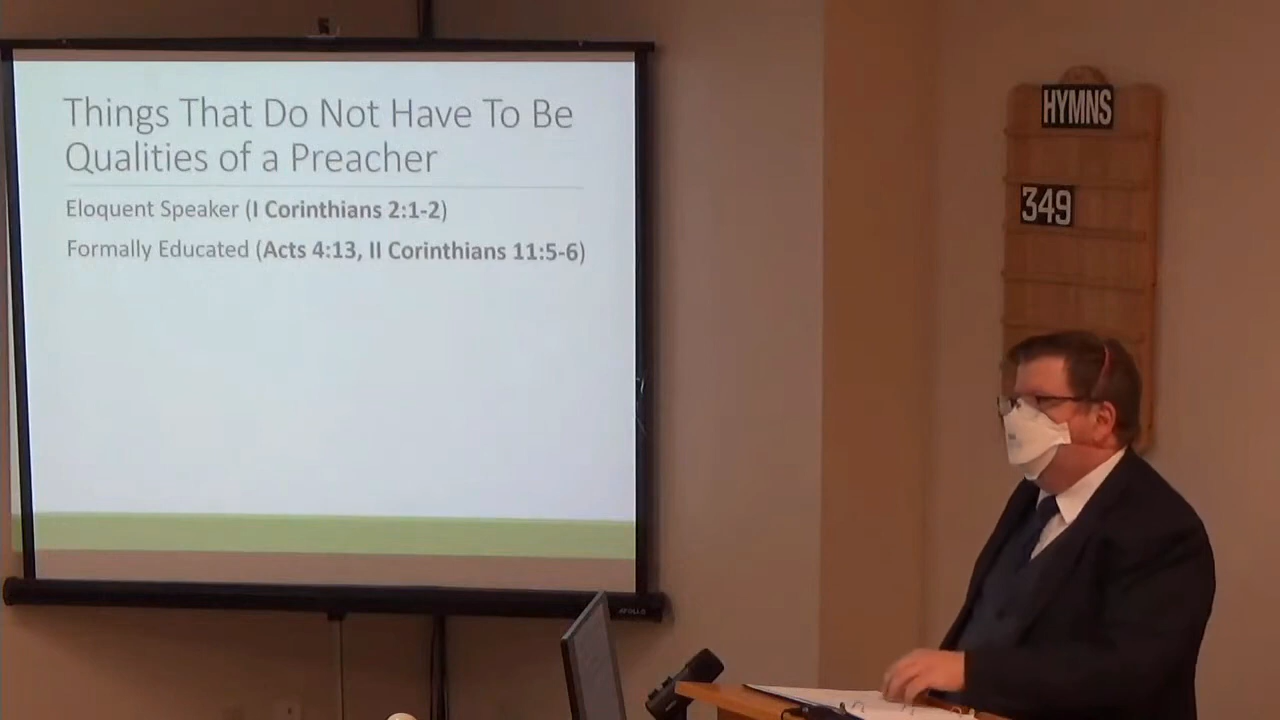 Things That Do Not Have To Be
Qualities of a Preacher
Eloquent Speaker (I Corinthians 2:1-2)
Formally Educated (Acts 4:13, II Corinthians 11:5-6)
HYMNS
349
APOLLO